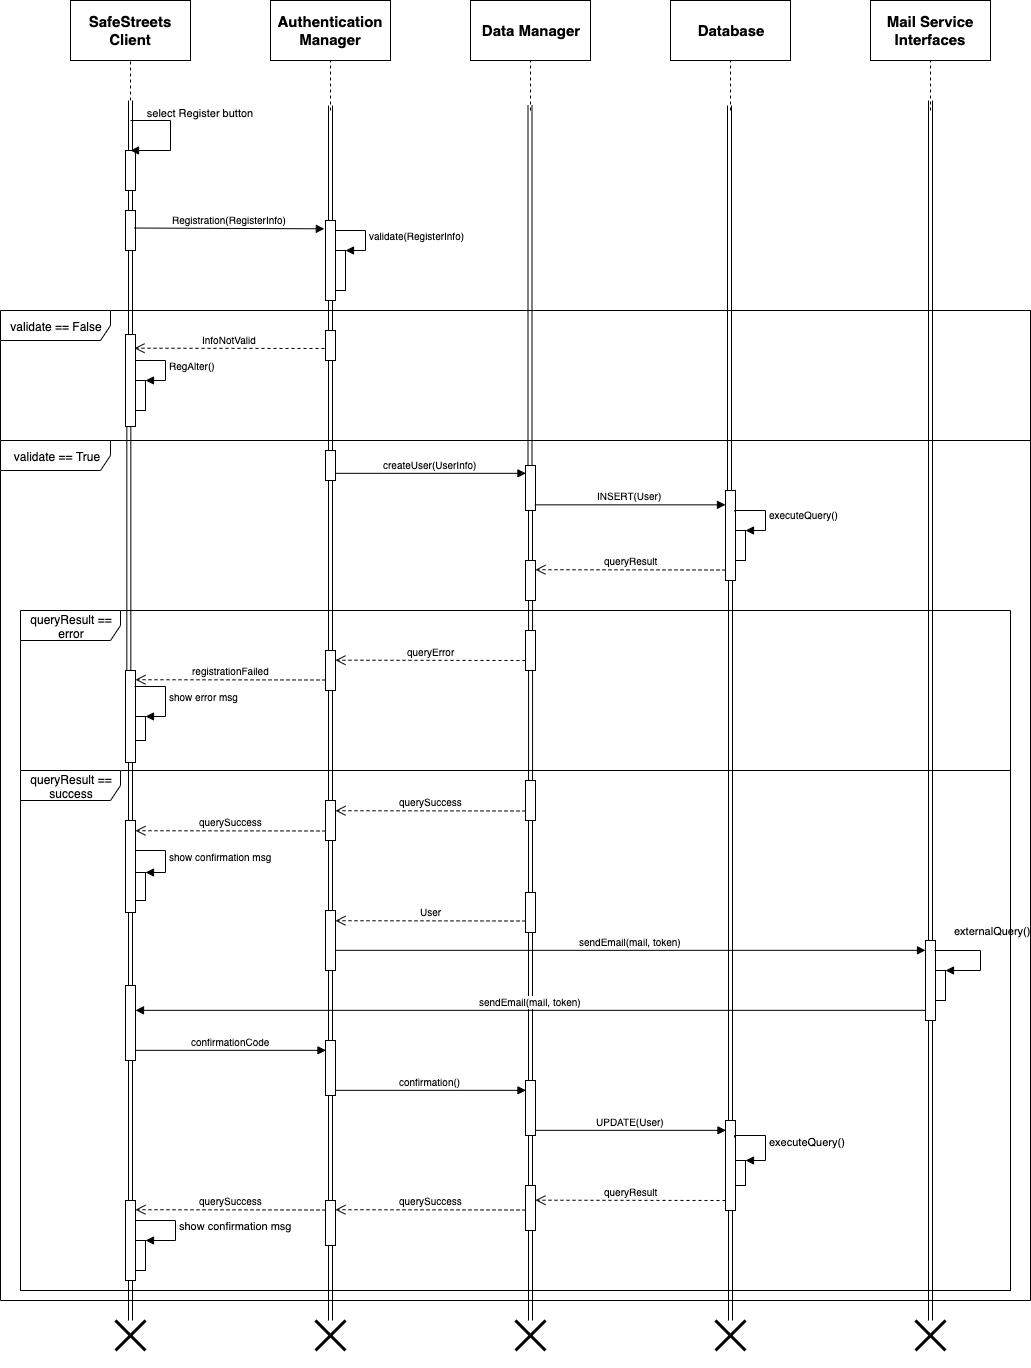 SafeStreets
Client
Authentication
Manager
Data Manager
Database
Mail Service
Interfaces
select Register button
Registration(RegisterInfo)
validate(RegisterInfo)
validate == False
InfoNotValid
RegAlter()
validate == True
createUser(UserInfo)
INSERT(User)
executeQuery()
queryResult
queryResult ==
error
queryError
registrationFailed
show error msg
queryResult ==
success
querySuccess
querySuccess
show confirmation msg
User
externalQuery()
sendEmail(mail, token)
sendEmail(mail, token)
confirmationCode
confirmation()
UPDATE(User)
executeQuery()
queryResult
querySuccess
querySuccess
show confirmation msg